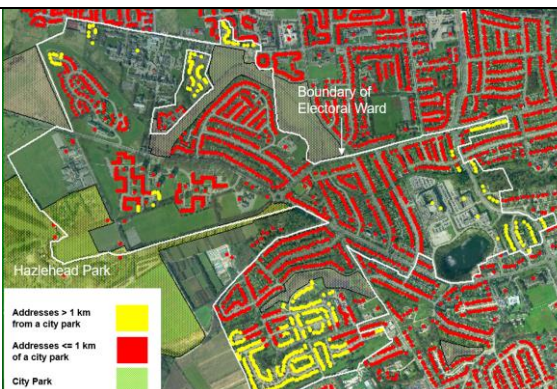 Boundary of
Electoral Ward
Hazlehead Park
Addresses > 1 km
from a city park
Addresses <= 1 km
of a city park
City Park